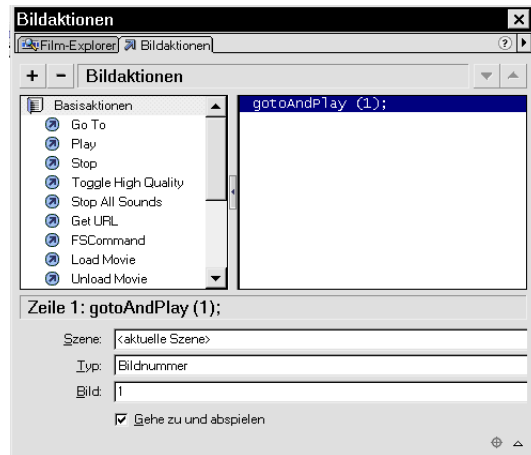 Bildaktionen
Film-Explorer Bildaktionen
+ - Bildaktionen
Basisaktionen
Go To
Play
Stop
Toggle High Quality
Stop All Sounds
Get URL
FSCommand
Load Movie
Unload Movie
gotoAndPlay (1);
Zeile 1: gotoAndPlay (1);
Szene: <aktuelle Szene>
Typ: Bildnummer
Bild: 1
Gehe zu und abspielen